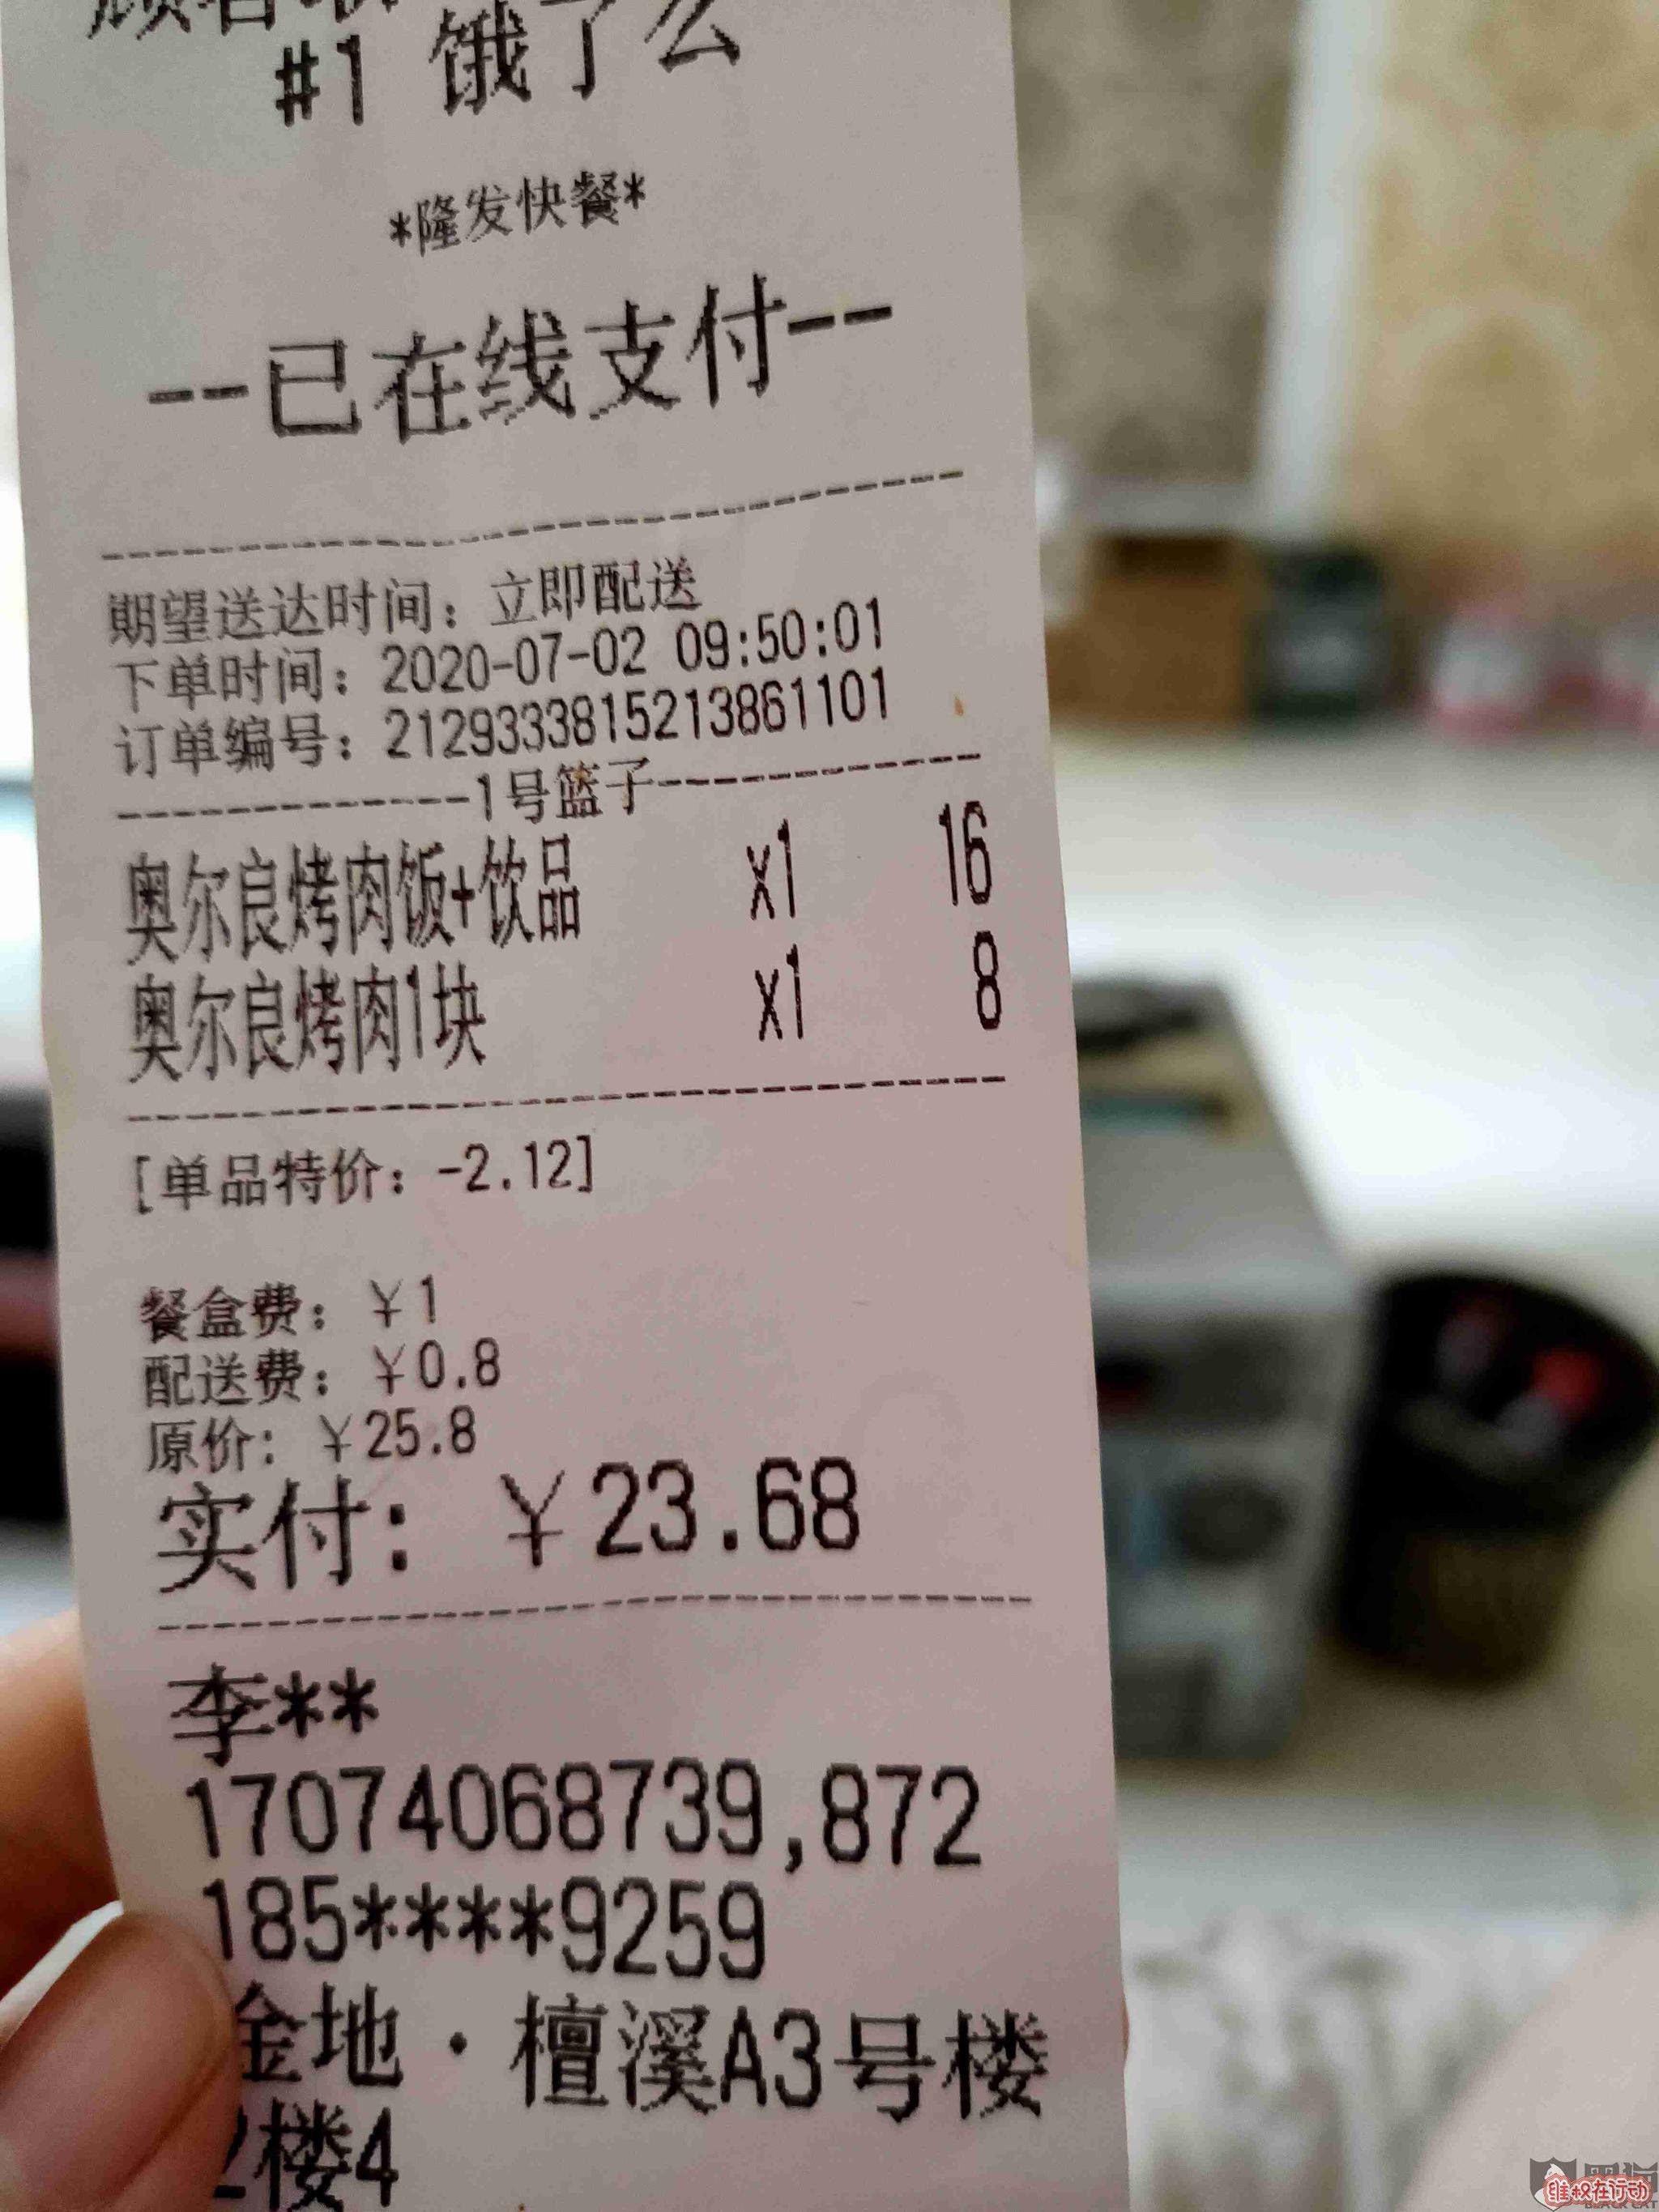 顾客联
#1 饿了么
*隆发快餐*
--已在线支付--
期望送达时间：立即配送
下单时间：2020-07-02 09:50:01
订单编号：2129333815213861101
1号篮子
奥尔良烤肉饭+饮品 x1 16
奥尔良烤肉1块 x1 8
[单品特价：-2.12]
餐盒费：￥1
配送费：￥0.8
原价：￥25.8
实付：￥23.68
李**
17074068739,872
185****9259
金地·檀溪A3号楼
2楼4
维权在行动